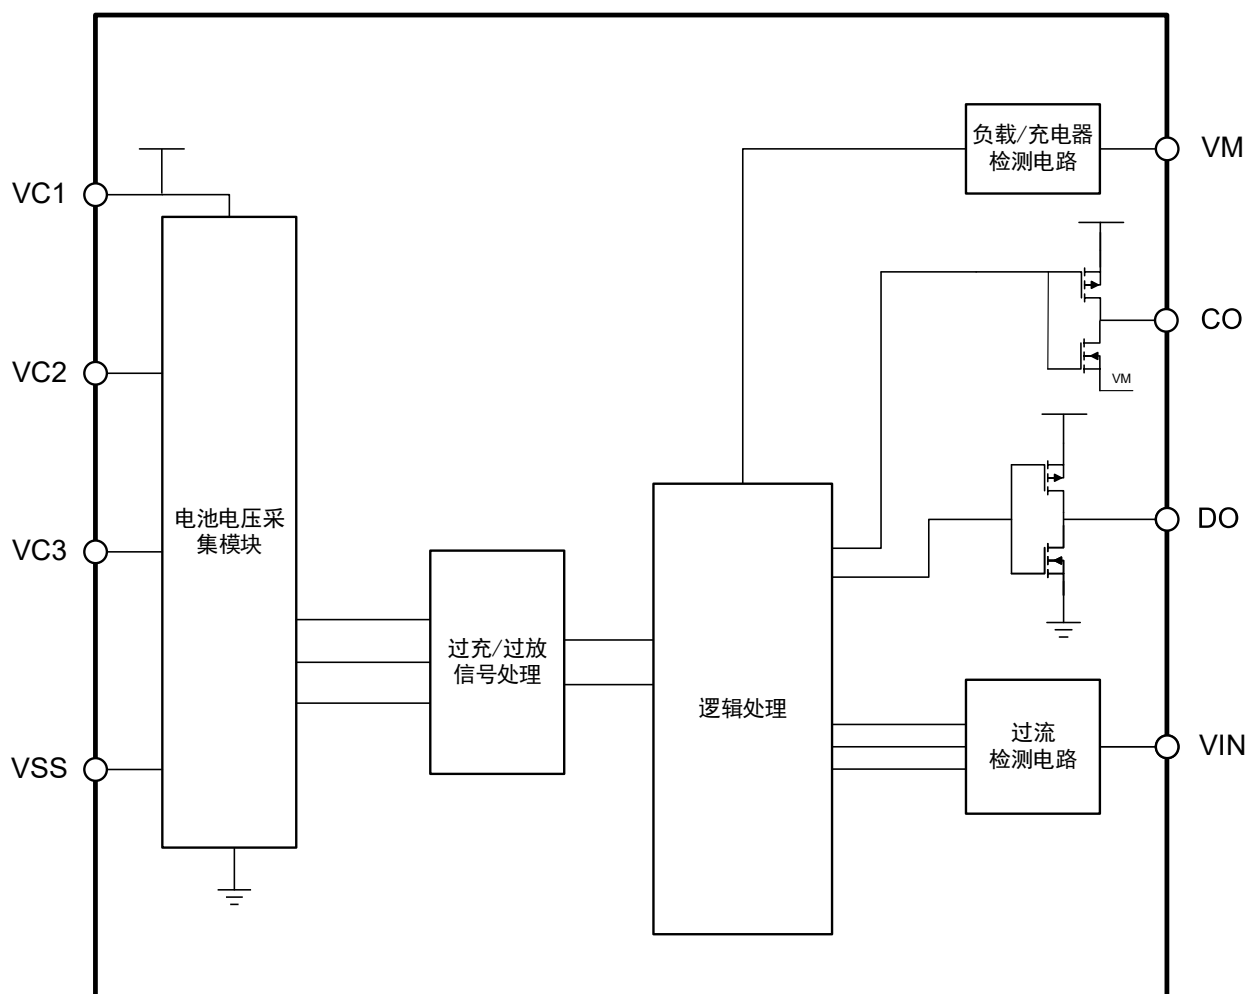 VC1
VC2
VC3
VSS
电池电压采
集模块
过充/过放
信号处理
逻辑处理
负载/充电器
检测电路
VM
CO
VM
DO
过流
检测电路
VIN